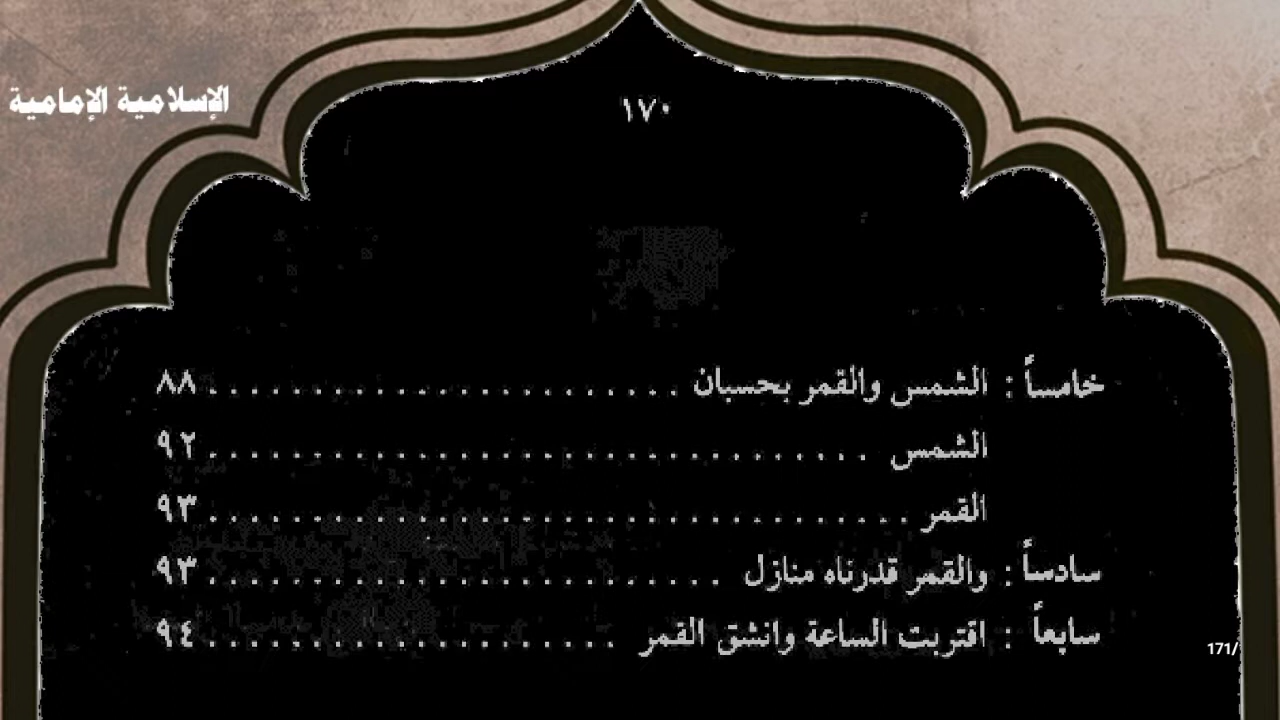 الإسلامية الإمامية
١٧٠
خامساً : الشمس والقمر بحسبان . . . . . . . . . . . . . . . . . . . . . . . ٨٨
الشمس . . . . . . . . . . . . . . . . . . . . . . . . . . . . . . . . ٩٢
القمر . . . . . . . . . . . . . . . . . . . . . . . . . . . . . . . . . . ٩٣
سادساً : والقمر قدرناه منازل . . . . . . . . . . . . . . . . . . . . . . . . . ٩٣
سابعاً : اقتربت الساعة وانشق القمر . . . . . . . . . . . . . . . . . . . . ٩٤
171/